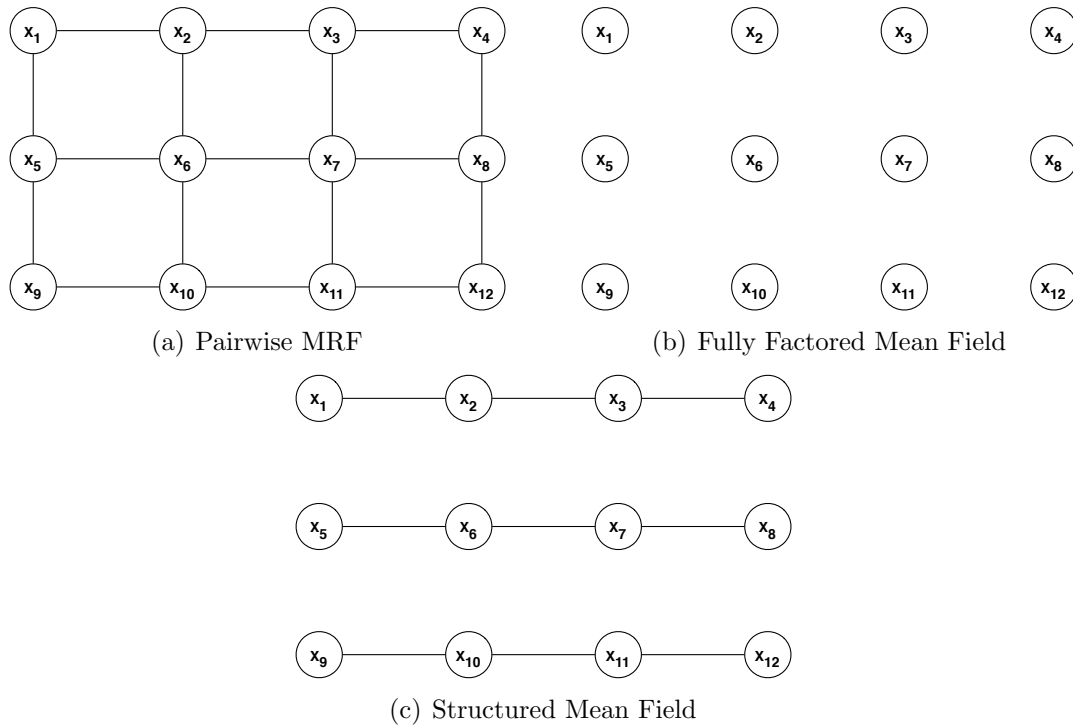 x1 x2 x3 x4 x1 x2 x3 x4
x5 x6 x7 x8 x5 x6 x7 x8
x9 x10 x11 x12 x9 x10 x11 x12
(a) Pairwise MRF (b) Fully Factored Mean Field
x1 x2 x3 x4
x5 x6 x7 x8
x9 x10 x11 x12
(c) Structured Mean Field